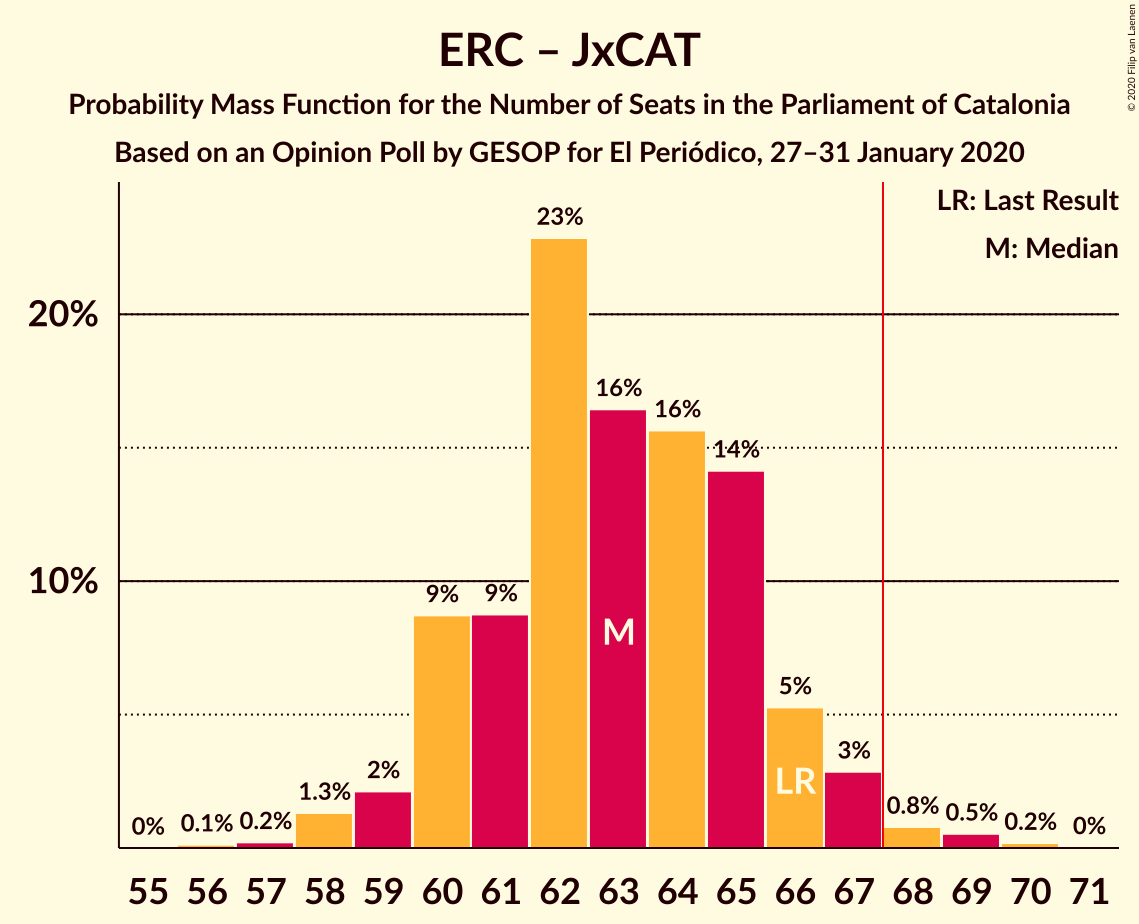 ERC – JxCAT
Probability Mass Function for the Number of Seats in the Parliament of Catalonia
Based on an Opinion Poll by GESOP for El Periódico, 27–31 January 2020
© 2020 Filip van Laenen
LR: Last Result
M: Median
20%
10%
0%
0.1%
0.2%
1.3%
2%
9%
9%
23%
16%
16%
14%
5%
3%
0.8%
0.5%
0.2%
0%
M
LR
55 56 57 58 59 60 61 62 63 64 65 66 67 68 69 70 71